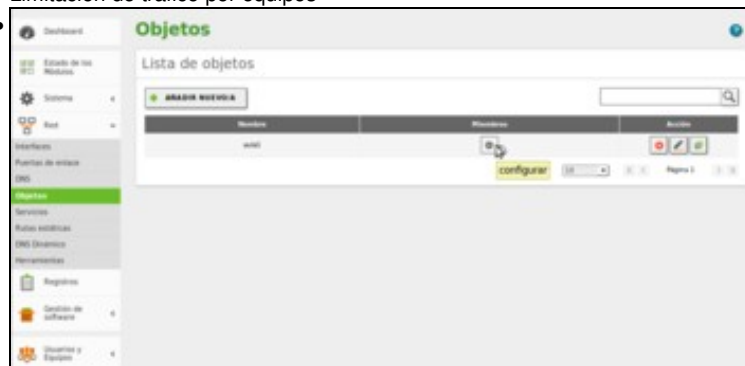 Limitación de tráfico por equipos
Dashboard
Estado de los
Módulos
Sistema
Red
Interfaces
Puertas de enlace
DNS
Objetos
Servicios
Rutas estáticas
DNS Dinámico
Herramientas
Registros
Gestión de
software
Usuarios y
Equipos
Objetos
Lista de objetos
AÑADIR NUEVO/A
Nombre Miembros Acción
configurar 10 Página 1